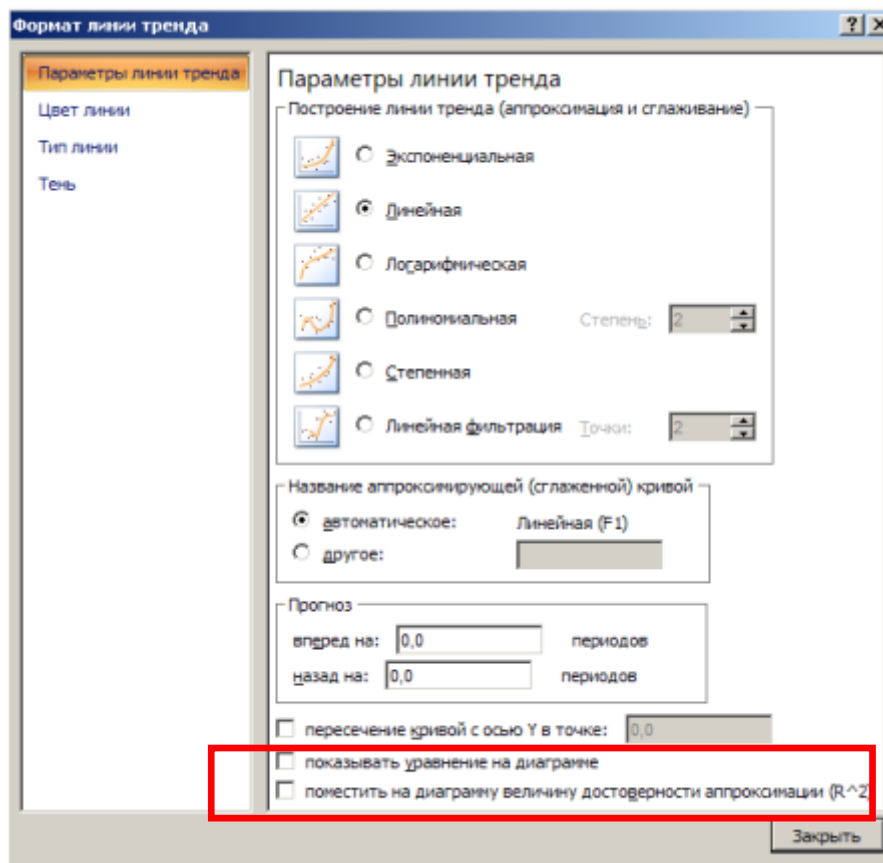 Формат линии тренда
Параметры линии тренда
Цвет линии
Тип линии
Тень
Параметры линии тренда
Построение линии тренда (аппроксимация и сглаживание)
Экспоненциальная
Линейная
Логарифмическая
Полиномиальная Степень: 2
Степенная
Линейная фильтрация Точки: 2
Название аппроксимирующей (сглаженной) кривой
автоматическое: Линейная (F1)
другое:
Прогноз
вперед на: 0,0 периодов
назад на: 0,0 периодов
пересечение кривой с осью Y в точке: 0,0
показывать уравнение на диаграмме
поместить на диаграмму величину достоверности аппроксимации (R^2)
Закрыть